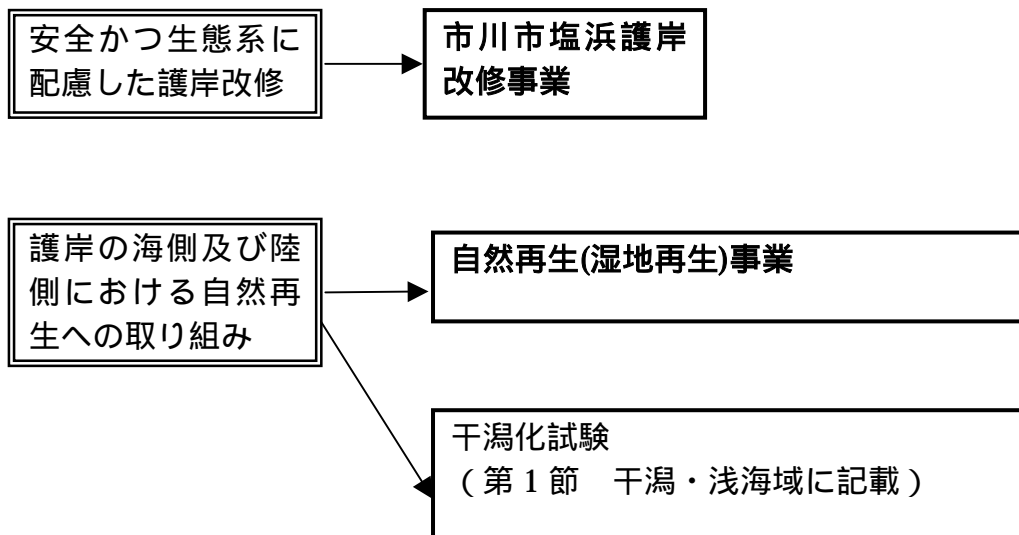 安全かつ生態系に
配慮した護岸改修
市川市塩浜護岸
改修事業
護岸の海側及び陸
側における自然再
生への取り組み
自然再生(湿地再生)事業
干潟化試験
（第１節　干潟・浅海域に記載）